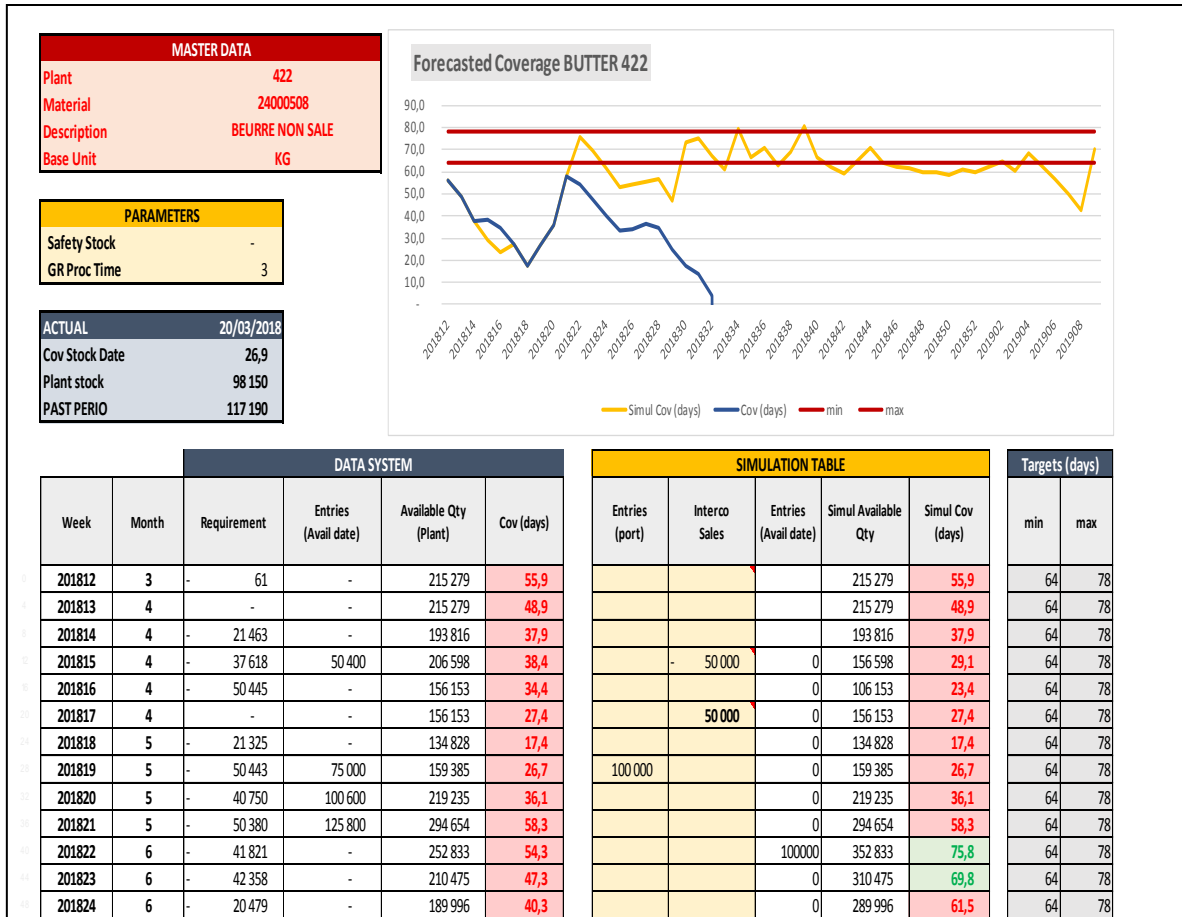 MASTER DATA
Plant 422
Material 24000508
Description BEURRE NON SALE
Base Unit KG
PARAMETERS
Safety Stock -
GR Proc Time 3
ACTUAL 20/03/2018
Cov Stock Date 26,9
Plant stock 98 150
PAST PERIO 117 190
Forecasted Coverage BUTTER 422
90,0
80,0
70,0
60,0
50,0
40,0
30,0
20,0
10,0
-
201812 201814 201816 201818 201820 201822 201824 201826 201828 201830 201832 201834 201836 201838 201840 201842 201844 201846 201848 201850 201852 201902 201904 201906 201908
Simul Cov (days) Cov (days) min max
DATA SYSTEM SIMULATION TABLE Targets (days)
Week Month Requirement Entries (Avail date) Available Qty (Plant) Cov (days) Entries (port) Interco Sales Entries (Avail date) Simul Available Qty Simul Cov (days) min max
201812 3 - 61 - 215 279 55,9 215 279 55,9 64 78
201813 4 - - 215 279 48,9 215 279 48,9 64 78
201814 4 - 21 463 - 193 816 37,9 193 816 37,9 64 78
201815 4 - 37 618 50 400 206 598 38,4 - 50 000 0 156 598 29,1 64 78
201816 4 - 50 445 - 156 153 34,4 0 106 153 23,4 64 78
201817 4 - - 156 153 27,4 50 000 0 156 153 27,4 64 78
201818 5 - 21 325 - 134 828 17,4 0 134 828 17,4 64 78
201819 5 - 50 443 75 000 159 385 26,7 100 000 0 159 385 26,7 64 78
201820 5 - 40 750 100 600 219 235 36,1 0 219 235 36,1 64 78
201821 5 - 50 380 125 800 294 654 58,3 0 294 654 58,3 64 78
201822 6 - 41 821 - 252 833 54,3 100000 352 833 75,8 64 78
201823 6 - 42 358 - 210 475 47,3 0 310 475 69,8 64 78
201824 6 - 20 479 - 189 996 40,3 0 289 996 61,5 64 78